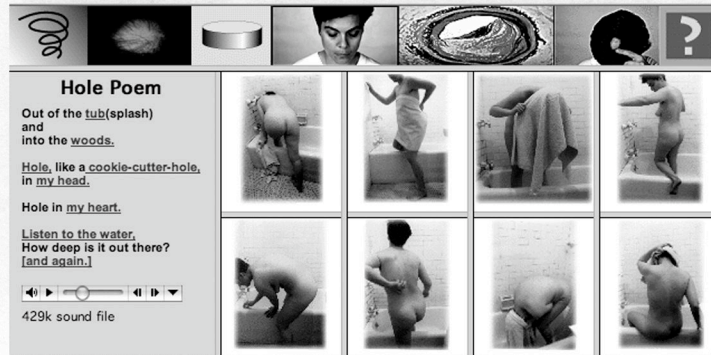 ?
Hole Poem
Out of the tub(splash)
and
into the woods.
Hole, like a cookie-cutter-hole,
in my head.
Hole in my heart.
Listen to the water,
How deep is it out there?
[and again.]
429k sound file